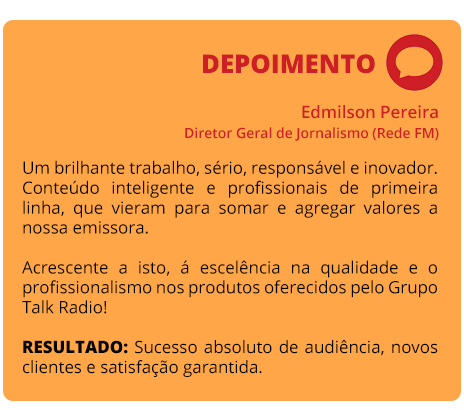 DEPOIMENTO
Edmilson Pereira
Diretor Geral de Jornalismo (Rede FM)
Um brilhante trabalho, sério, responsável e inovador.
Conteúdo inteligente e profissionais de primeira
linha, que vieram para somar e agregar valores a
nossa emissora.
Acrescente a isto, á escelência na qualidade e o
profissionalismo nos produtos oferecidos pelo Grupo
Talk Radio!
RESULTADO: Sucesso absoluto de audiência, novos
clientes e satisfação garantida.